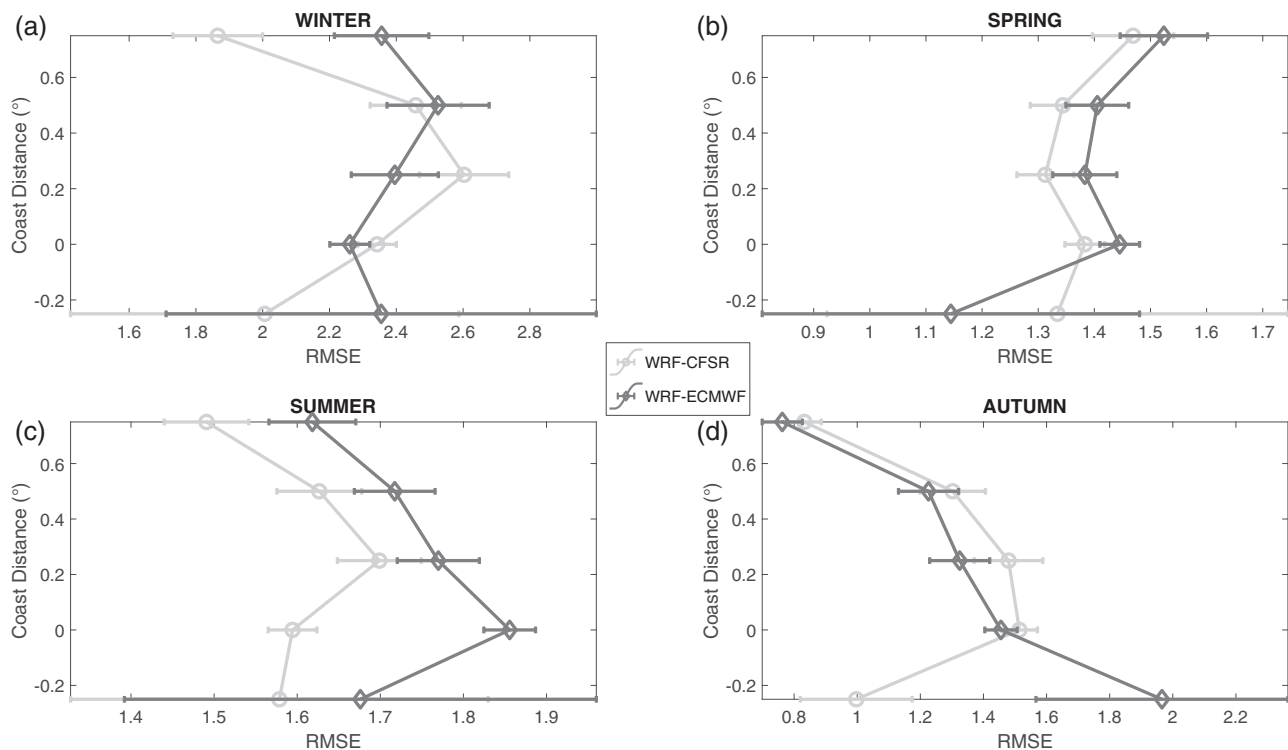 (a)
WINTER
0.6
0.4
0.2
0
-0.2
Coast Distance (°)
1.6 1.8 2 2.2 2.4 2.6 2.8
RMSE
(b)
SPRING
0.6
0.4
0.2
0
-0.2
Coast Distance (°)
0.9 1 1.1 1.2 1.3 1.4 1.5 1.6 1.7
RMSE
WRF-CFSR
WRF-ECMWF
(c)
SUMMER
0.6
0.4
0.2
0
-0.2
Coast Distance (°)
1.4 1.5 1.6 1.7 1.8 1.9
RMSE
(d)
AUTUMN
0.6
0.4
0.2
0
-0.2
Coast Distance (°)
0.8 1 1.2 1.4 1.6 1.8 2 2.2
RMSE